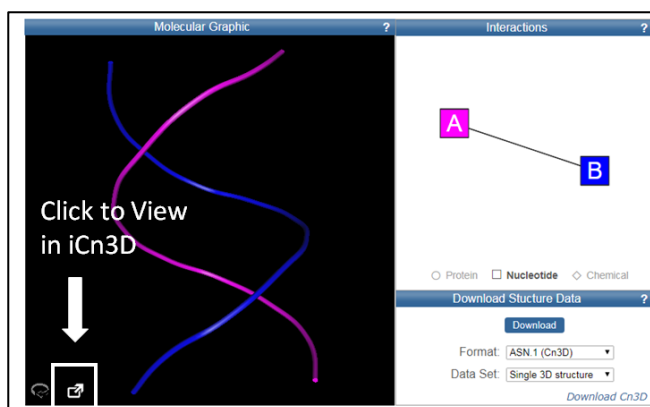 Molecular Graphic ?
Interactions ?
A
B
Click to View
in iCn3D
Protein Nucleotide Chemical
Download Stucture Data ?
Download
Format: ASN.1 (Cn3D)
Data Set: Single 3D structure
Download Cn3D